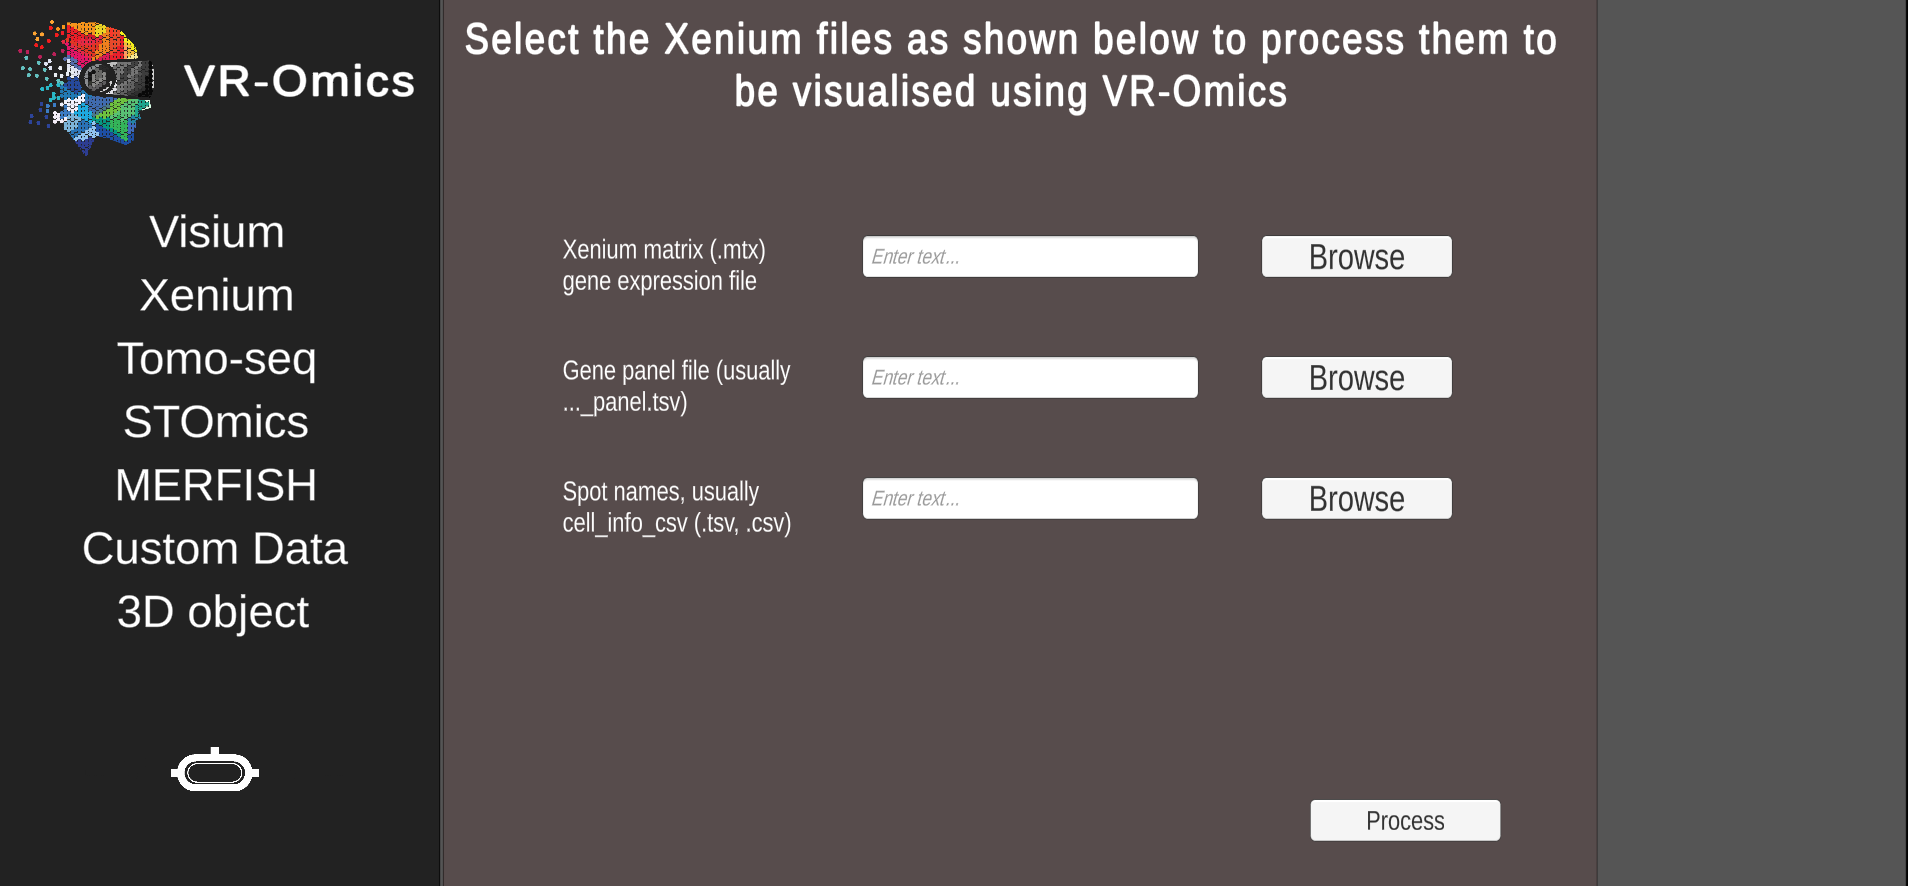 VR-Omics
Visium
Xenium
Tomo-seq
STOmics
MERFISH
Custom Data
3D object
Select the Xenium files as shown below to process them to
be visualised using VR-Omics
Xenium matrix (.mtx)
gene expression file
Enter text...
Browse
Gene panel file (usually
..._panel.tsv)
Enter text...
Browse
Spot names, usually
cell_info_csv (.tsv, .csv)
Enter text...
Browse
Process